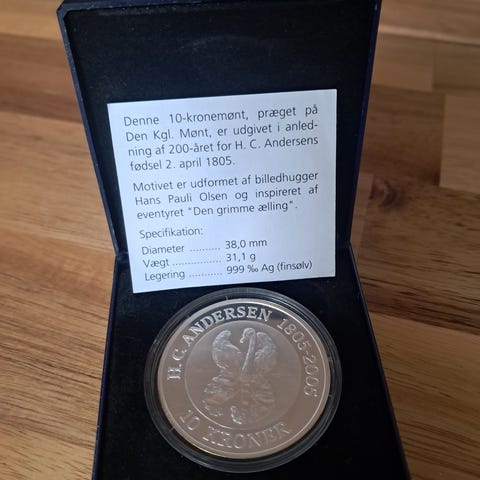 Denne 10-kronemønt, præget på
Den Kgl. Mønt, er udgivet i anled-
ning af 200-året for H. C. Andersens
fødsel 2. april 1805.
Motivet er udformet af billedhugger
Hans Pauli Olsen og inspireret af
eventyret "Den grimme ælling".
Specifikation:
Diameter .......... 38,0 mm
Vægt ................ 31,1 g
Legering ........... 999 ‰ Ag (finsølv)
H.C. ANDERSEN 1805-2005
10 KRONER